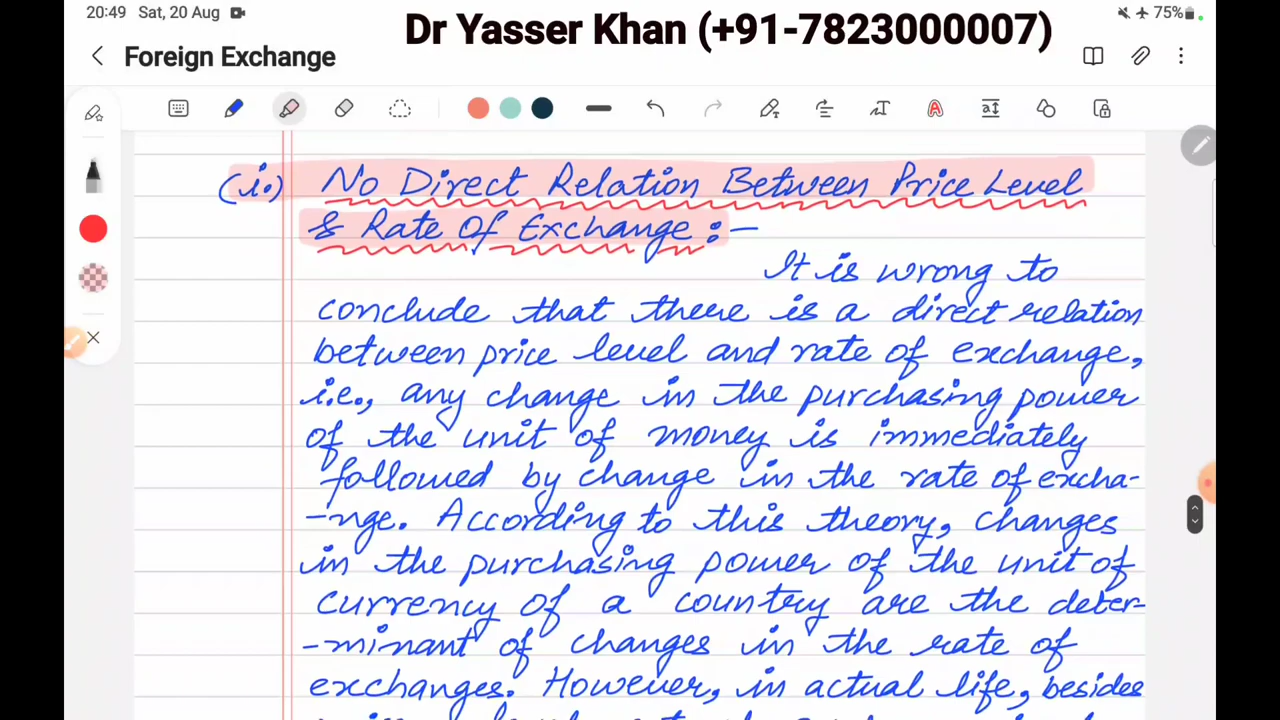 20:49 Sat, 20 Aug
Dr Yasser Khan (+91-7823000007)
75%
Foreign Exchange
(i.) No Direct Relation Between Price Level
& Rate Of Exchange :-
It is wrong to
conclude that there is a direct relation
between price level and rate of exchange,
i.e., any change in the purchasing power
of the unit of money is immediately
followed by change in the rate of excha-
-nge. According to this theory, changes
in the purchasing power of the unit of
currency of a country are the deter-
-minant of changes in the rate of
exchanges. However, in actual life, besides